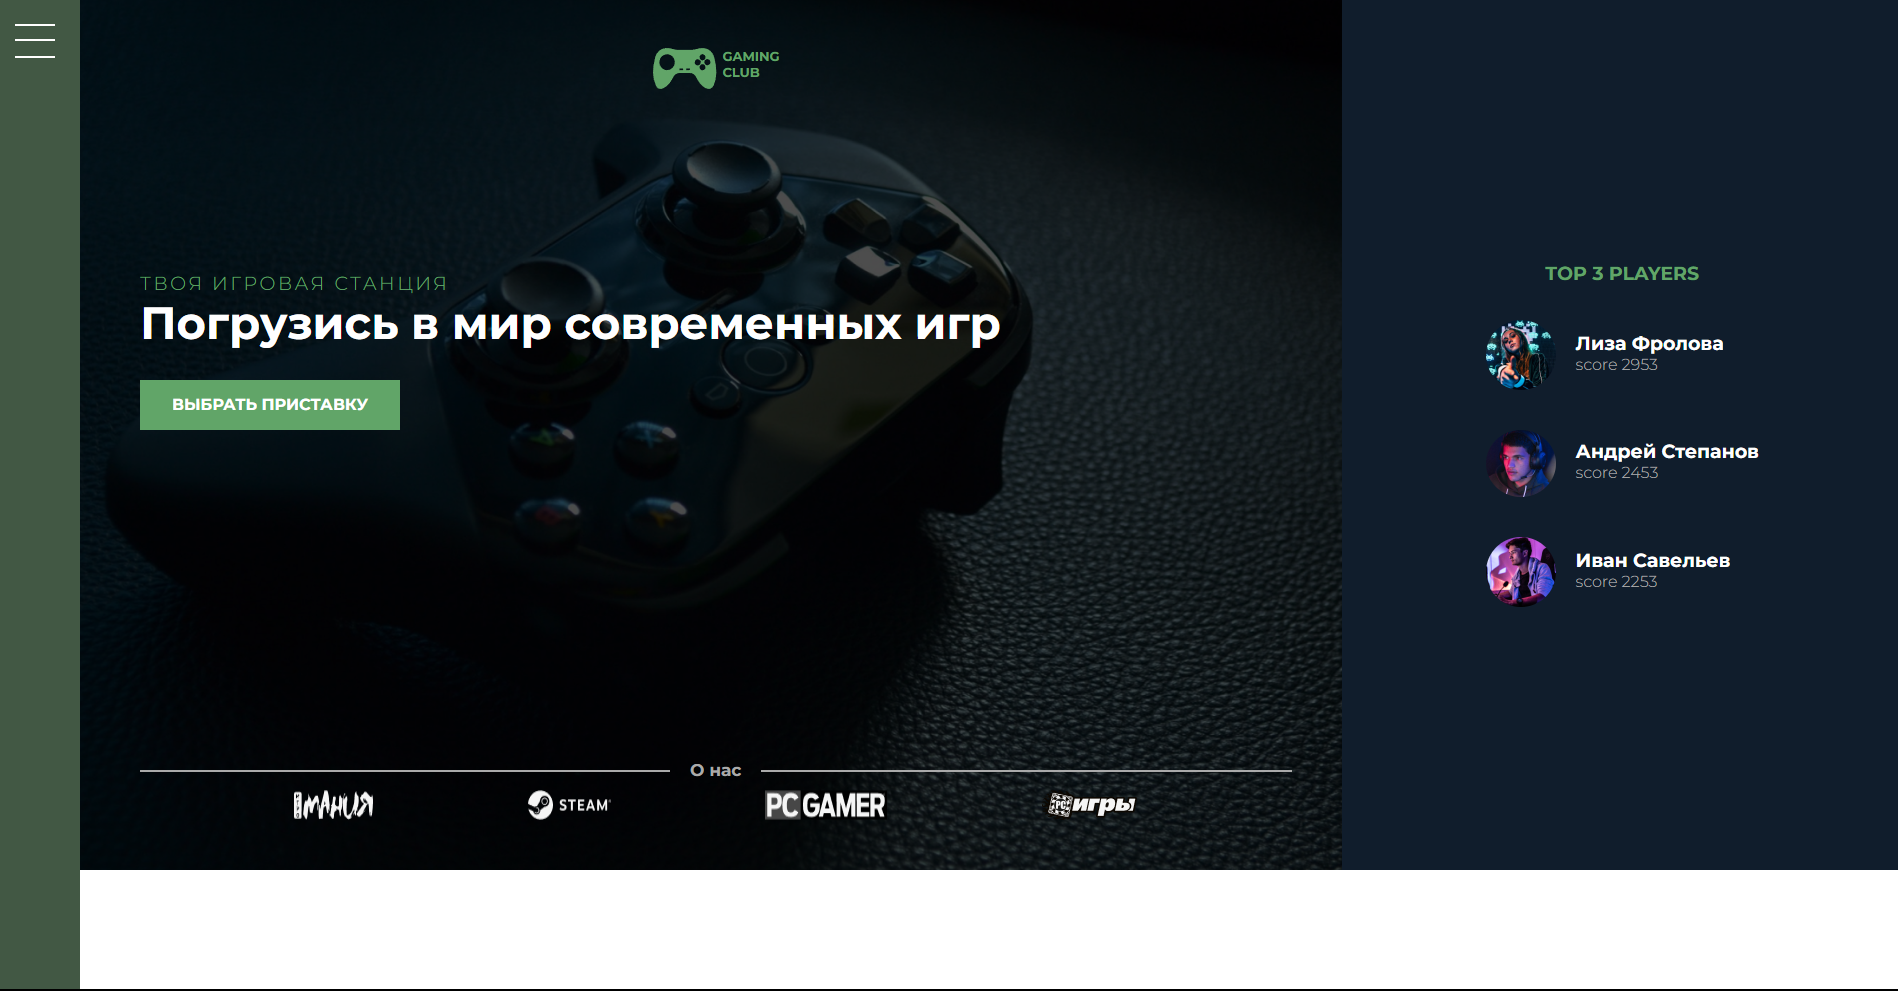 GAMING
CLUB
ТВОЯ ИГРОВАЯ СТАНЦИЯ
Погрузись в мир современных игр
ВЫБРАТЬ ПРИСТАВКУ
О нас
МАНИЯ
STEAM
PC GAMER
PC игры
TOP 3 PLAYERS
Лиза Фролова
score 2953
Андрей Степанов
score 2453
Иван Савельев
score 2253